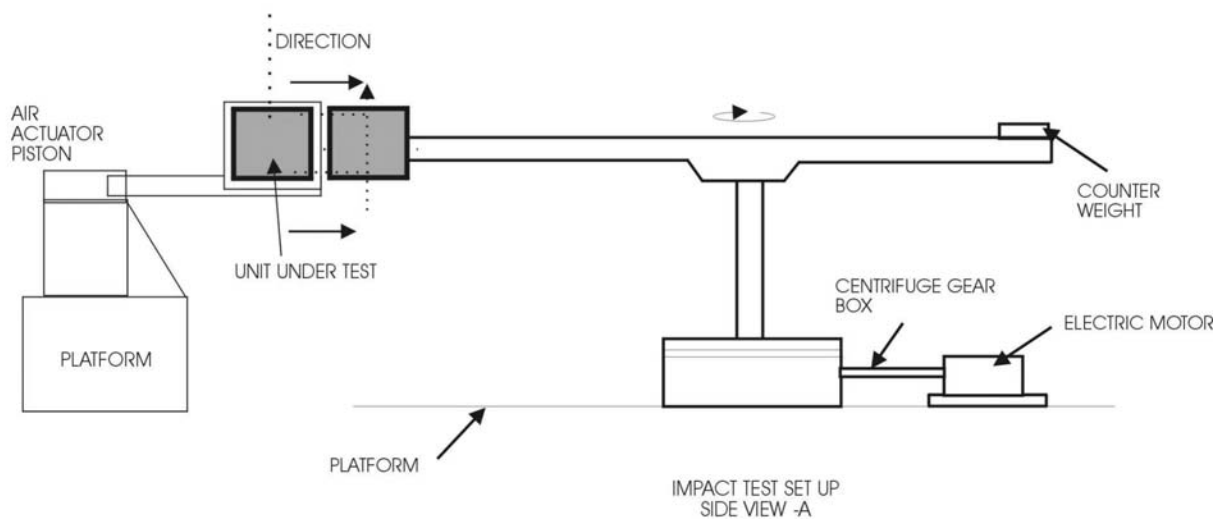 DIRECTION
AIR
ACTUATOR
PISTON
UNIT UNDER TEST
PLATFORM
COUNTER
WEIGHT
CENTRIFUGE GEAR
BOX
ELECTRIC MOTOR
PLATFORM
IMPACT TEST SET UP
SIDE VIEW -A